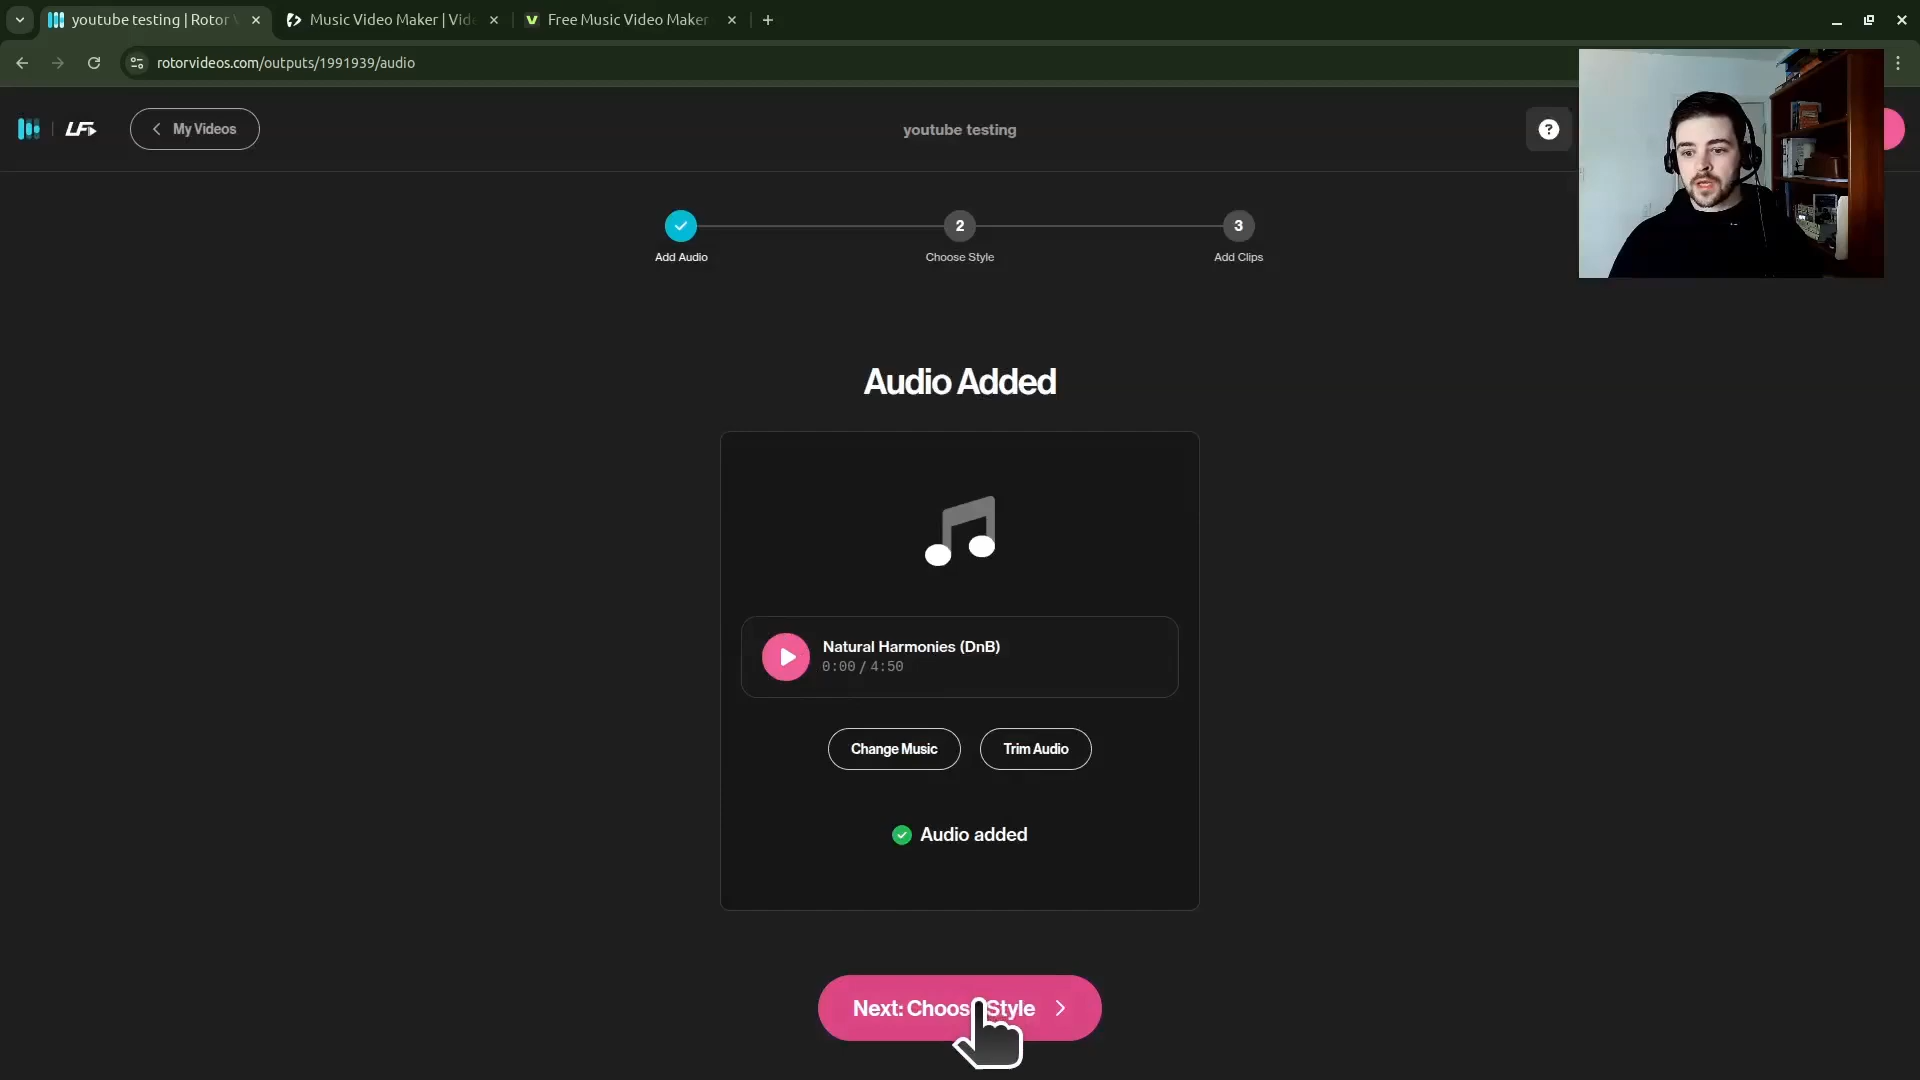 youtube testing | Rotor
Music Video Maker | Vid
Free Music Video Maker
rotorvideos.com/outputs/1991939/audio
LF
My Videos
youtube testing
?
2
3
Add Audio
Choose Style
Add Clips
Audio Added
Natural Harmonies (DnB)
0:00 / 4:50
Change Music
Trim Audio
Audio added
Next: Choos Style